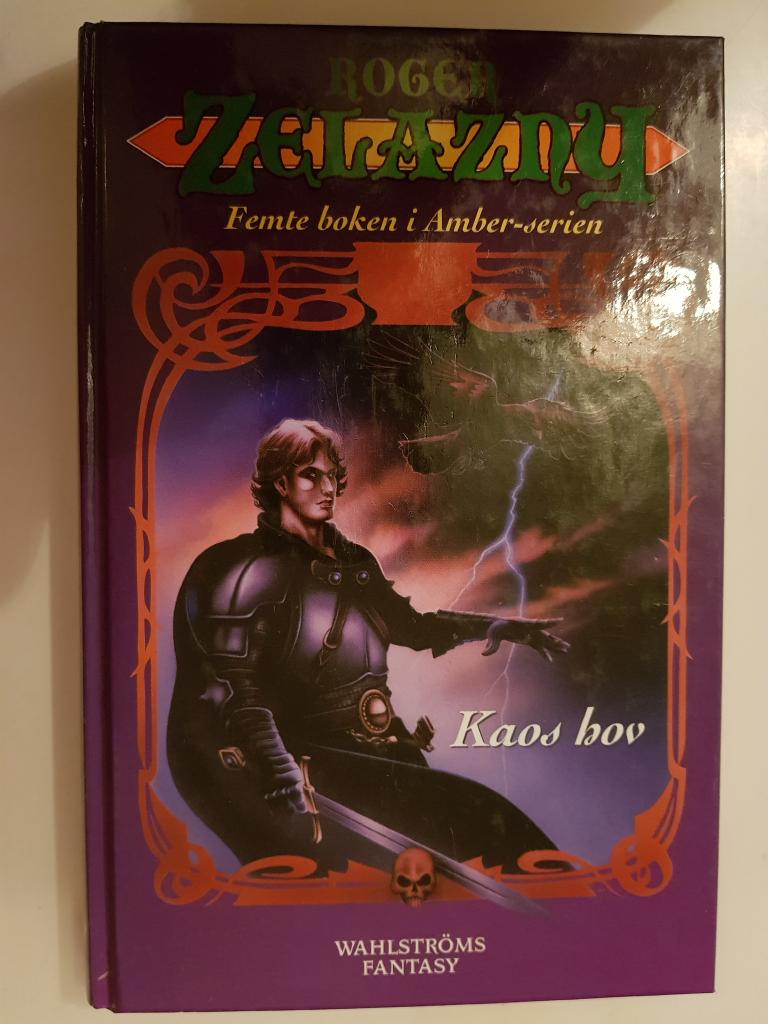 ROGER
ZELAZNY
Femte boken i Amber-serien
Kaos hov
WAHLSTRÖMS
FANTASY